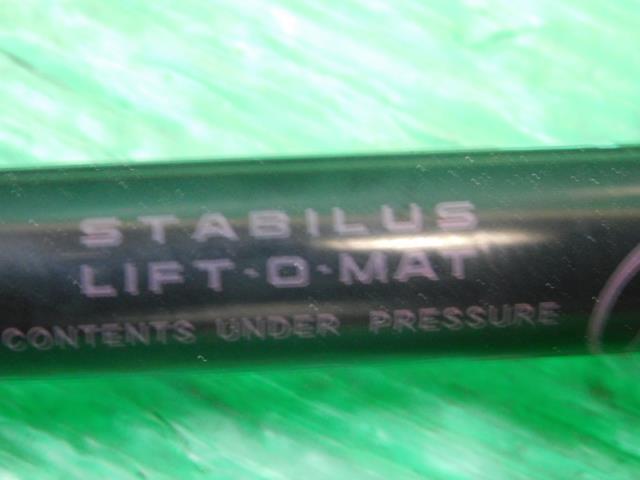 STABILUS
LIFT-O-MAT
CONTENTS UNDER PRESSURE